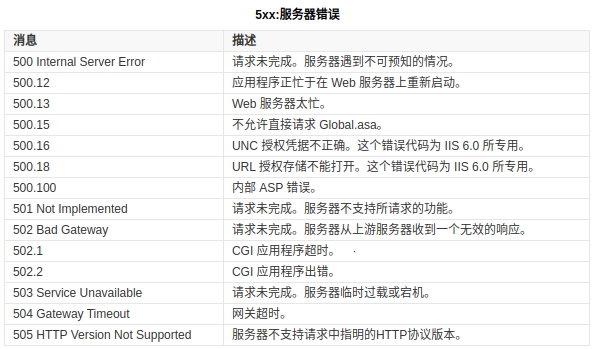 5xx:服务器错误
消息 描述
500 Internal Server Error 请求未完成。服务器遇到不可预知的情况。
500.12 应用程序正忙于在 Web 服务器上重新启动。
500.13 Web 服务器太忙。
500.15 不允许直接请求 Global.asa。
500.16 UNC 授权凭据不正确。这个错误代码为 IIS 6.0 所专用。
500.18 URL 授权存储不能打开。这个错误代码为 IIS 6.0 所专用。
500.100 内部 ASP 错误。
501 Not Implemented 请求未完成。服务器不支持所请求的功能。
502 Bad Gateway 请求未完成。服务器从上游服务器收到一个无效的响应。
502.1 CGI 应用程序超时。 ·
502.2 CGI 应用程序出错。
503 Service Unavailable 请求未完成。服务器临时过载或宕机。
504 Gateway Timeout 网关超时。
505 HTTP Version Not Supported 服务器不支持请求中指明的HTTP协议版本。